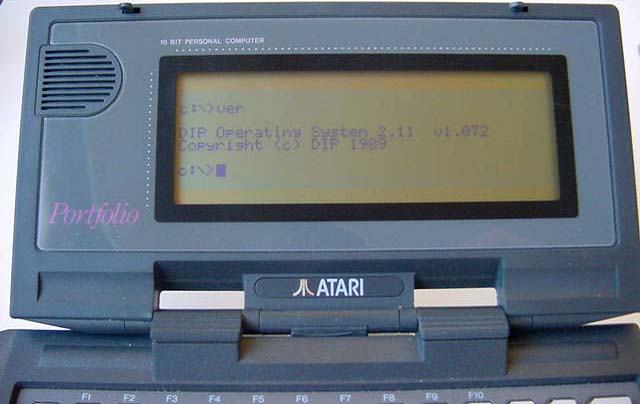 16 BIT PERSONAL COMPUTER
c:\>ver
DIP Operating System 2.11 v1.072
Copyright (c) DIP 1989
c:\>
Portfolio
ATARI
F1 F2 F3 F4 F5 F6 F7 F8 F9 F10